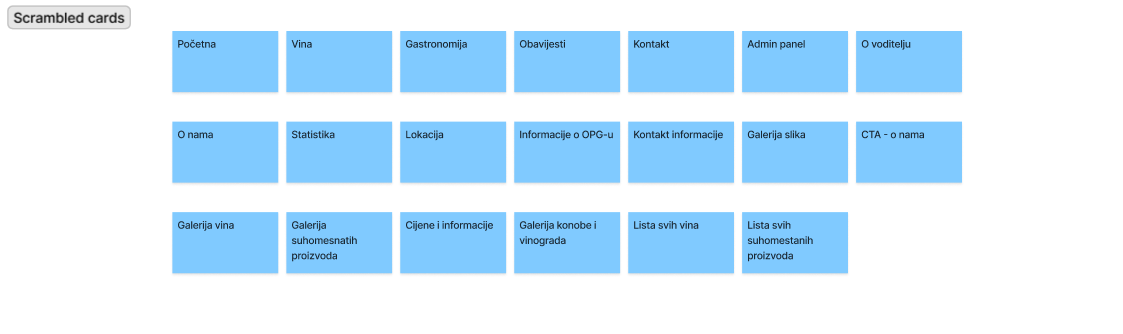 Scrambled cards
Početna
Vina
Gastronomija
Obavijesti
Kontakt
Admin panel
O voditelju
O nama
Statistika
Lokacija
Informacije o OPG-u
Kontakt informacije
Galerija slika
CTA - o nama
Galerija vina
Galerija
suhomesnatih
proizvoda
Cijene i informacije
Galerija konobe i
vinograda
Lista svih vina
Lista svih
suhomestanih
proizvoda